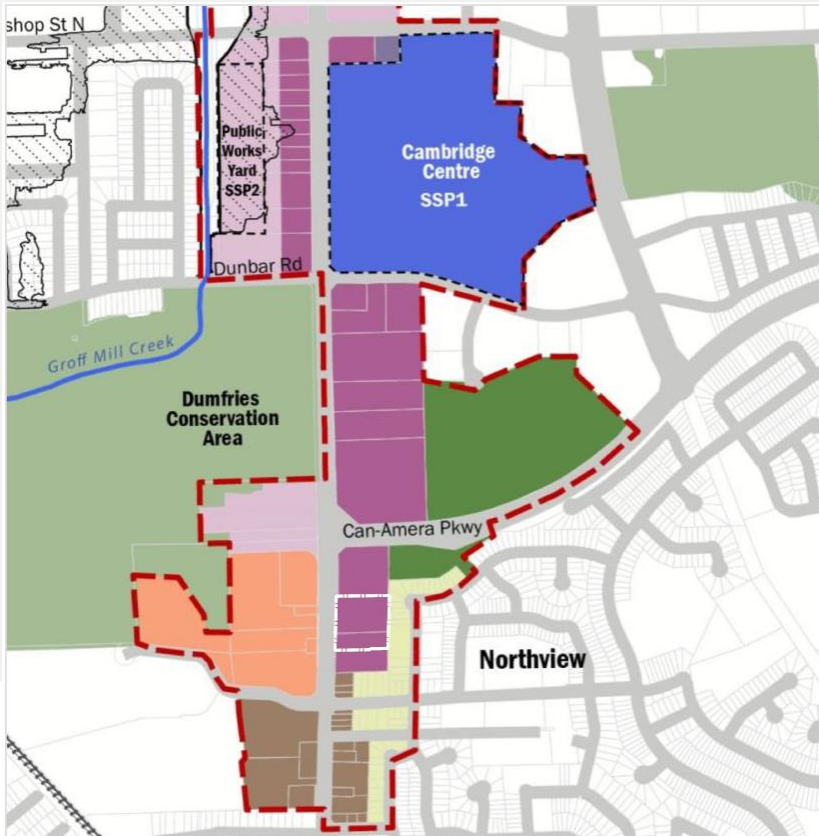 shop St N
Public
Works
Yard
SSP2
Cambridge
Centre
SSP1
Dunbar Rd
Groff Mill Creek
Dumfries
Conservation
Area
Can-Amera Pkwy
Northview